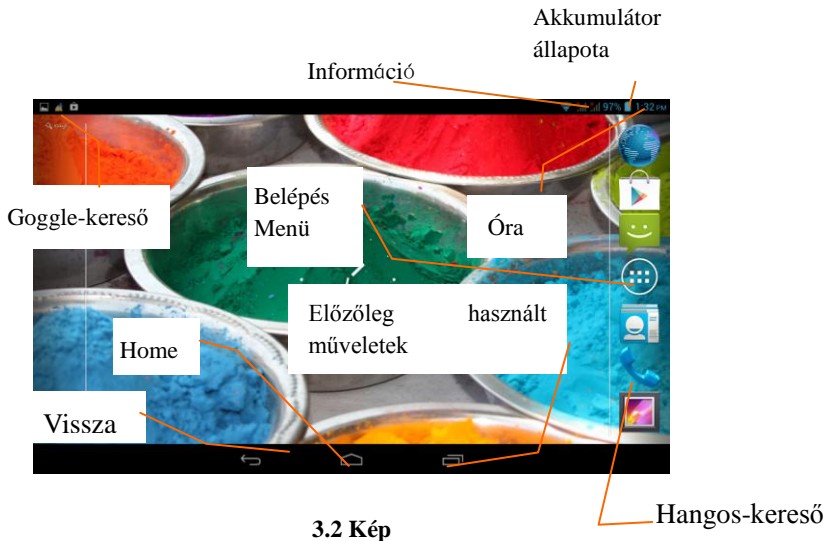 Akkumulátor
állapota
Információ
97% 1:32 PM
Goggle-kereső
Belépés
Menü
Óra
Előzőleg használt
műveletek
Home
Vissza
Hangos-kereső
3.2 Kép